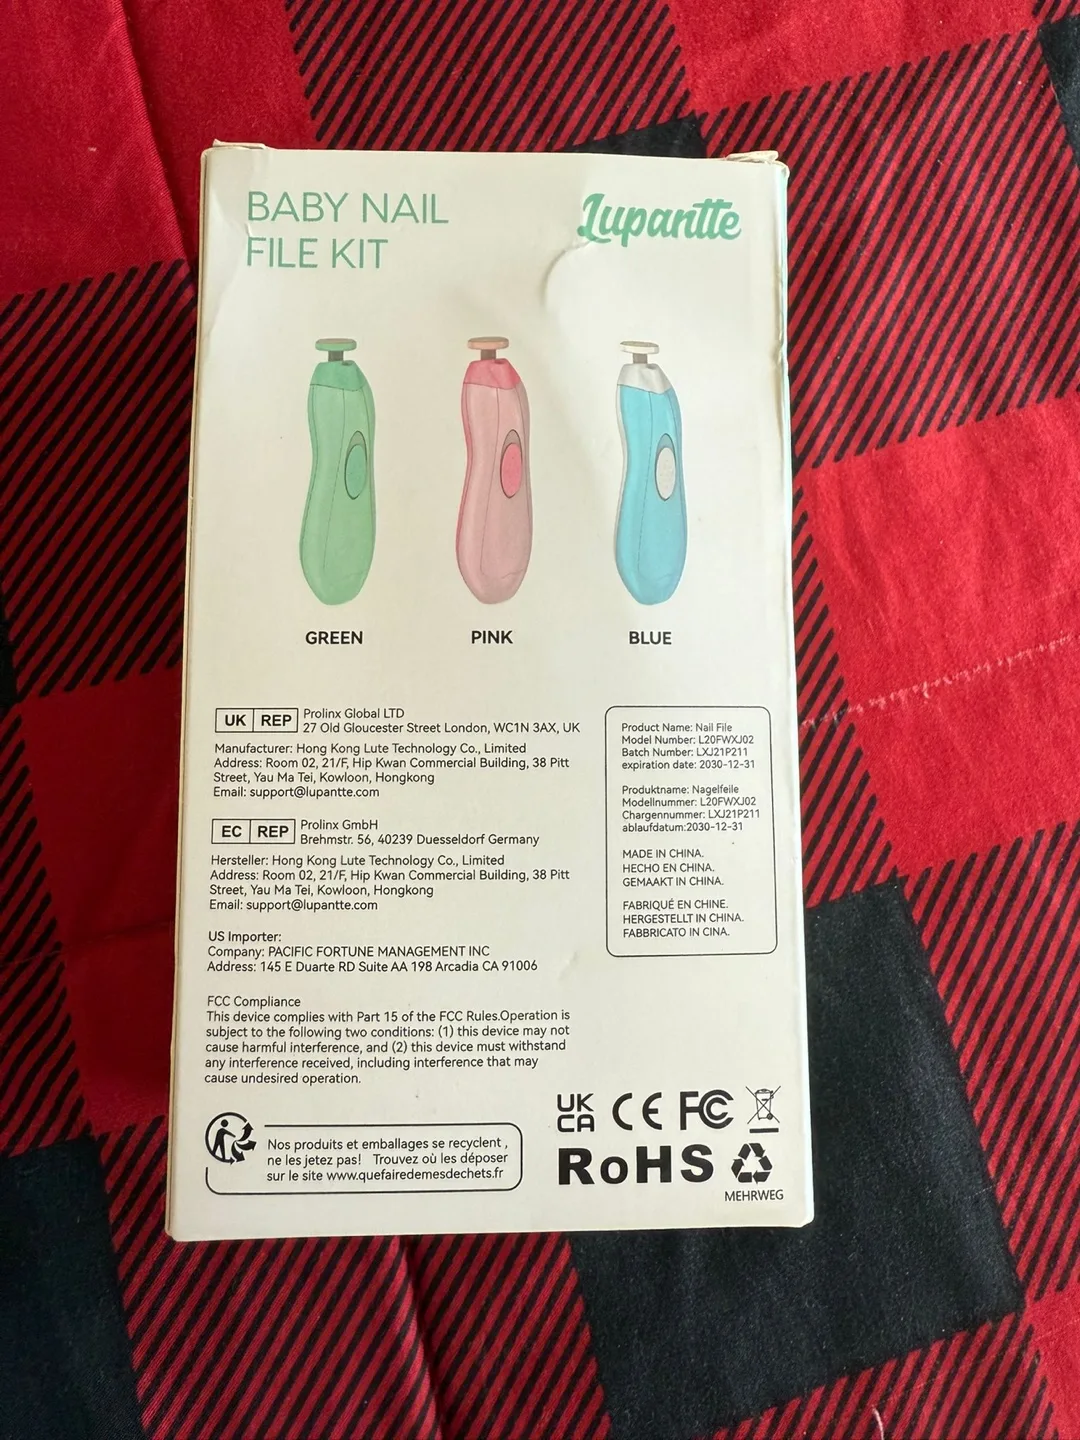 BABY NAIL
FILE KIT
Lupantte
GREEN
PINK
BLUE
UK REP
Prolinx Global LTD
27 Old Gloucester Street London, WC1N 3AX, UK
Manufacturer: Hong Kong Lute Technology Co., Limited
Address: Room 02, 21/F, Hip Kwan Commercial Building, 38 Pitt
Street, Yau Ma Tei, Kowloon, Hongkong
Email: support@lupantte.com
EC REP
Prolinx GmbH
Brehmstr. 56, 40239 Duesseldorf Germany
Hersteller: Hong Kong Lute Technology Co., Limited
Address: Room 02, 21/F, Hip Kwan Commercial Building, 38 Pitt
Street, Yau Ma Tei, Kowloon, Hongkong
Email: support@lupantte.com
US Importer:
Company: PACIFIC FORTUNE MANAGEMENT INC
Address: 145 E Duarte RD Suite AA 198 Arcadia CA 91006
FCC Compliance
This device complies with Part 15 of the FCC Rules.Operation is
subject to the following two conditions: (1) this device may not
cause harmful interference, and (2) this device must withstand
any interference received, including interference that may
cause undesired operation.
Product Name: Nail File
Model Number: L20FWXJ02
Batch Number: LXJ21P211
expiration date: 2030-12-31
Produktname: Nagelfeile
Modellnummer: L20FWXJ02
Chargennummer: LXJ21P211
ablaufdatum:2030-12-31
MADE IN CHINA.
HECHO EN CHINA.
GEMAAKT IN CHINA.
FABRIQUÉ EN CHINE.
HERGESTELLT IN CHINA.
FABBRICATO IN CINA.
Nos produits et emballages se recyclent ,
ne les jetez pas! Trouvez où les déposer
sur le site www.quefairedemesdechets.fr
UK
CA
CE FC
RoHS
MEHRWEG